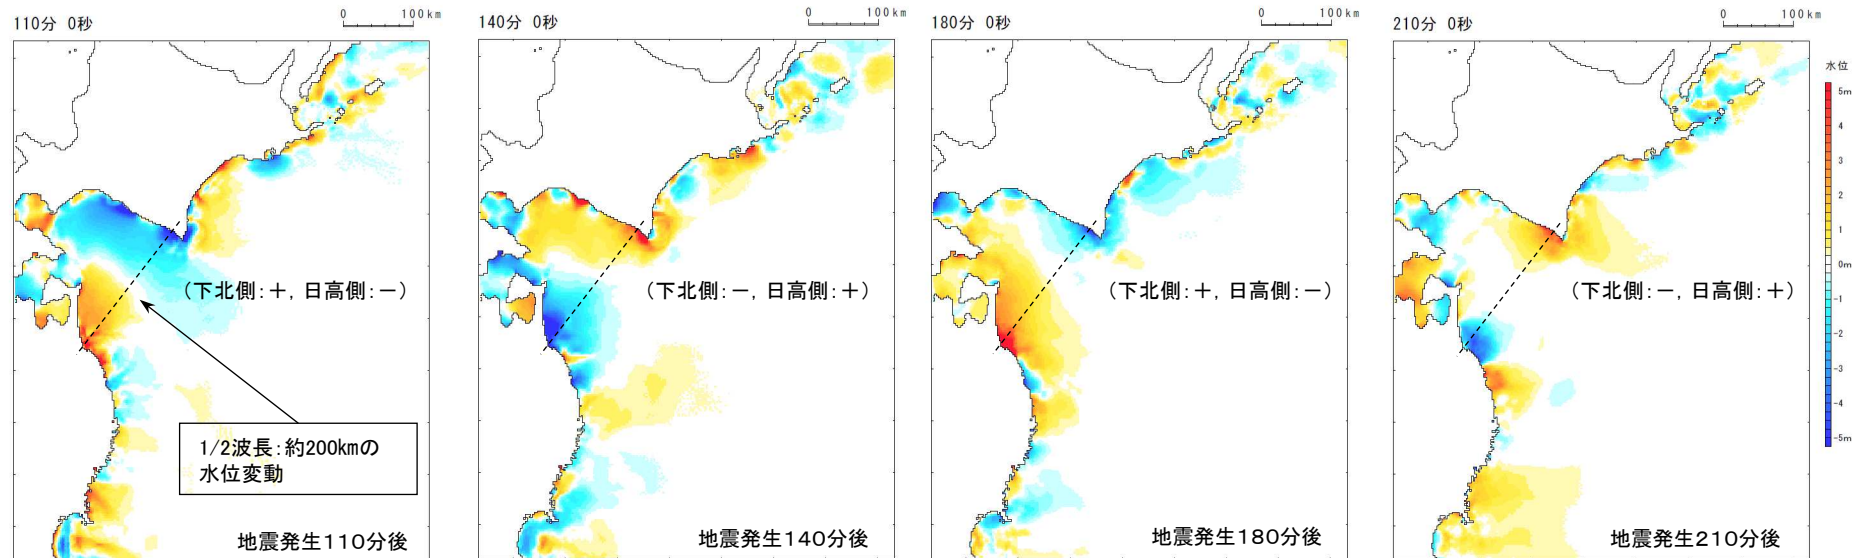 110分 0秒
0 100km
140分 0秒
0 100km
180分 0秒
0 100km
210分 0秒
0 100km
水位
5m
4
3
2
1
0m
-1
-2
-3
-4
-5m
(下北側:+, 日高側:-)
(下北側:-, 日高側:+)
(下北側:+, 日高側:-)
(下北側:-, 日高側:+)
1/2波長:約200kmの
水位変動
地震発生110分後
地震発生140分後
地震発生180分後
地震発生210分後